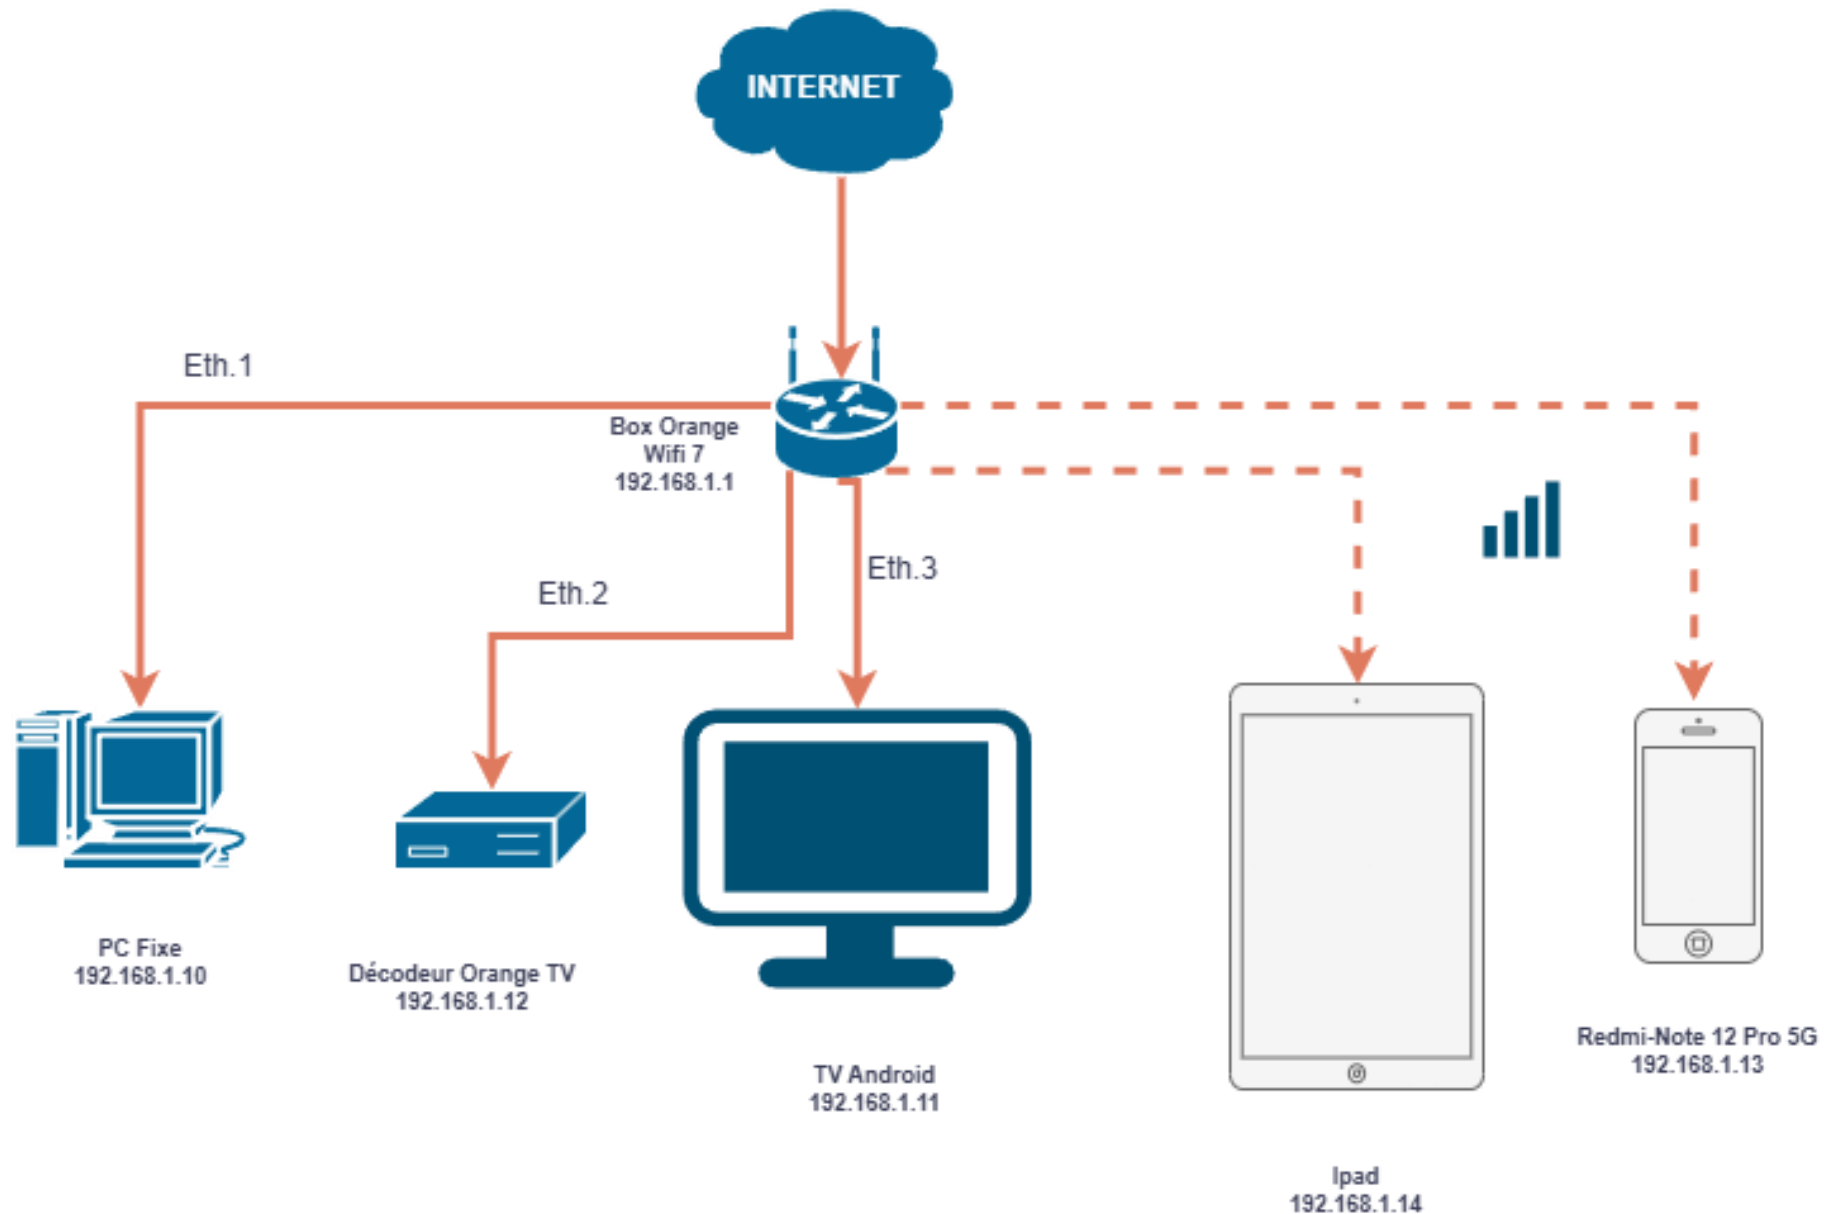 INTERNET
Eth.1
Box Orange
Wifi 7
192.168.1.1
Eth.2
Eth.3
PC Fixe
192.168.1.10
Décodeur Orange TV
192.168.1.12
TV Android
192.168.1.11
Ipad
192.168.1.14
Redmi-Note 12 Pro 5G
192.168.1.13